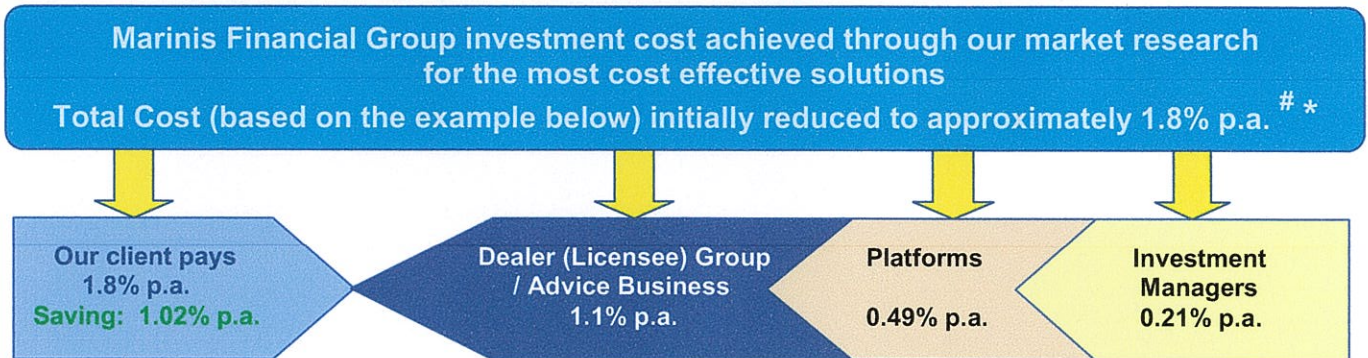 Marinis Financial Group investment cost achieved through our market research
for the most cost effective solutions
Total Cost (based on the example below) initially reduced to approximately 1.8% p.a. # *
Our client pays
1.8% p.a.
Saving: 1.02% p.a.
Dealer (Licensee) Group
/ Advice Business
1.1% p.a.
Platforms
0.49% p.a.
Investment
Managers
0.21% p.a.